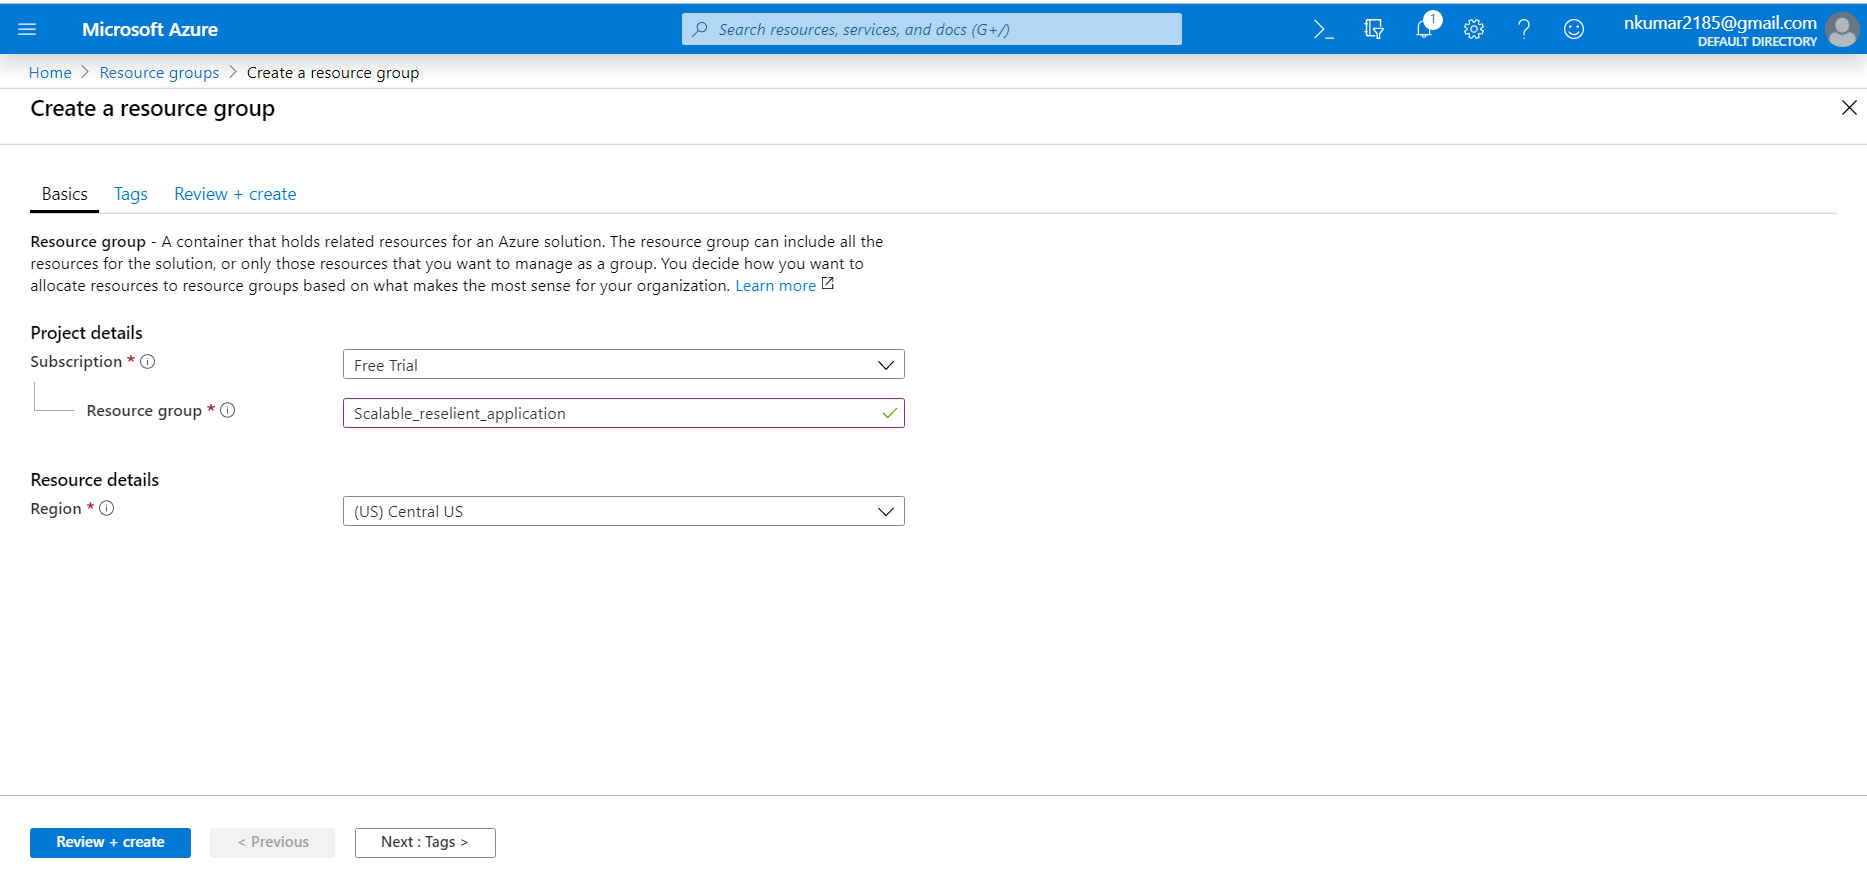 Microsoft Azure
Search resources, services, and docs (G+/)
1
nkumar2185@gmail.com
DEFAULT DIRECTORY
Home > Resource groups > Create a resource group
Create a resource group
Basics Tags Review + create
Resource group - A container that holds related resources for an Azure solution. The resource group can include all the
resources for the solution, or only those resources that you want to manage as a group. You decide how you want to
allocate resources to resource groups based on what makes the most sense for your organization. Learn more
Project details
Subscription *
Free Trial
Resource group *
Scalable_reselient_application
Resource details
Region *
(US) Central US
Review + create
< Previous
Next : Tags >